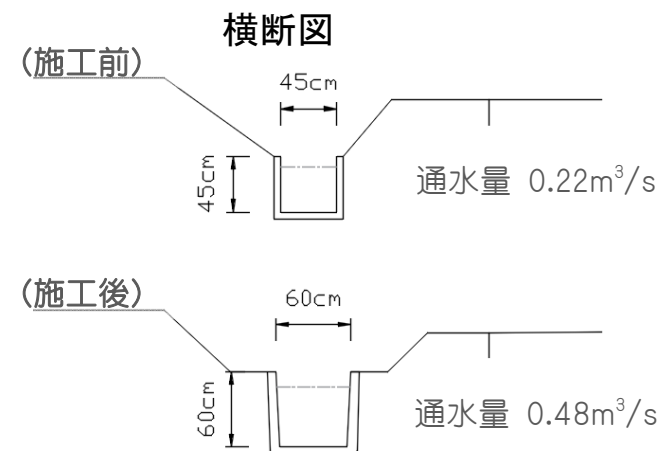 横断図
(施工前)
45cm
45cm
通水量 0.22m³/s
(施工後)
60cm
60cm
通水量 0.48m³/s